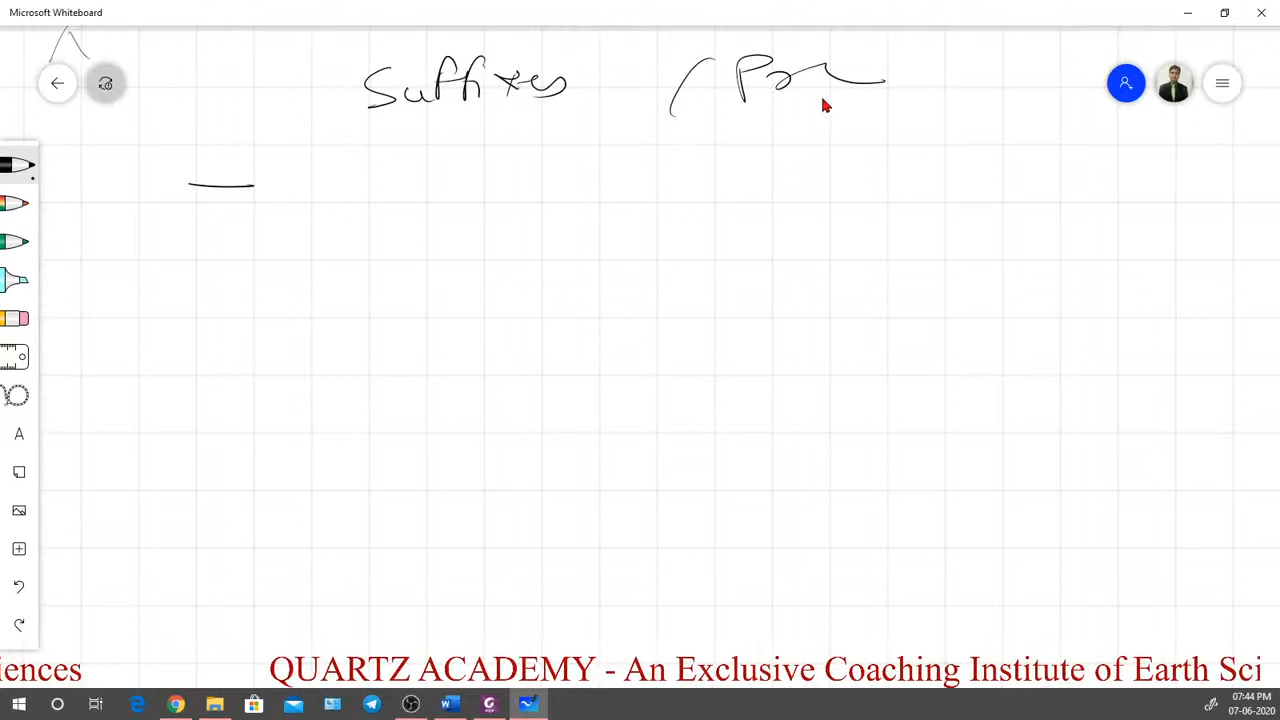 Microsoft Whiteboard
Suffixes
A
iences QUARTZ ACADEMY - An Exclusive Coaching Institute of Earth Sci
07:44 PM
07-06-2020